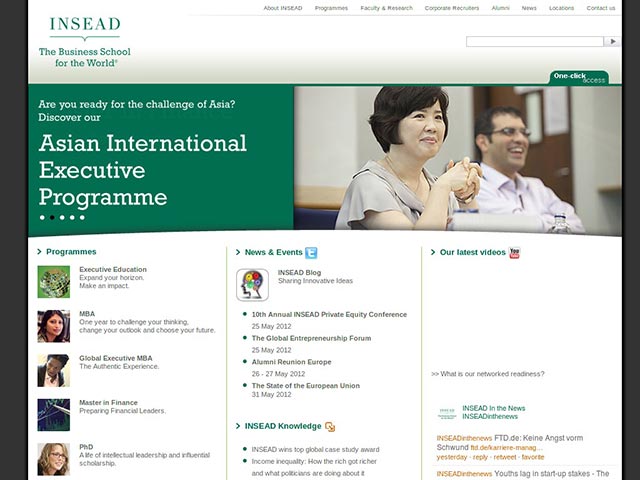 About INSEAD Programmes Faculty & Research Corporate Recruiters Alumni News Locations Contact us
INSEAD
The Business School
for the World®
One-click
access
Are you ready for the challenge of Asia?
Discover our
Asian International
Executive
Programme
Programmes
Executive Education
Expand your horizon.
Make an impact.
MBA
One year to challenge your thinking,
change your outlook and choose your future.
Global Executive MBA
The Authentic Experience.
Master in Finance
Preparing Financial Leaders.
PhD
A life of intellectual leadership and influential
scholarship.
News & Events
INSEAD Blog
Sharing Innovative Ideas
10th Annual INSEAD Private Equity Conference
25 May 2012
The Global Entrepreneurship Forum
25 May 2012
Alumni Reunion Europe
26 - 27 May 2012
The State of the European Union
31 May 2012
INSEAD Knowledge
INSEAD wins top global case study award
Income inequality: How the rich got richer
and what politicians are doing about it
Our latest videos
You Tube
>> What is our networked readiness?
INSEAD
INSEAD In the News
INSEADinthenews
INSEADinthenews FTD.de: Keine Angst vorm
Schwund ftd.de/karriere-manag...
yesterday · reply · retweet · favorite
INSEADinthenews Youths lag in start-up stakes - The